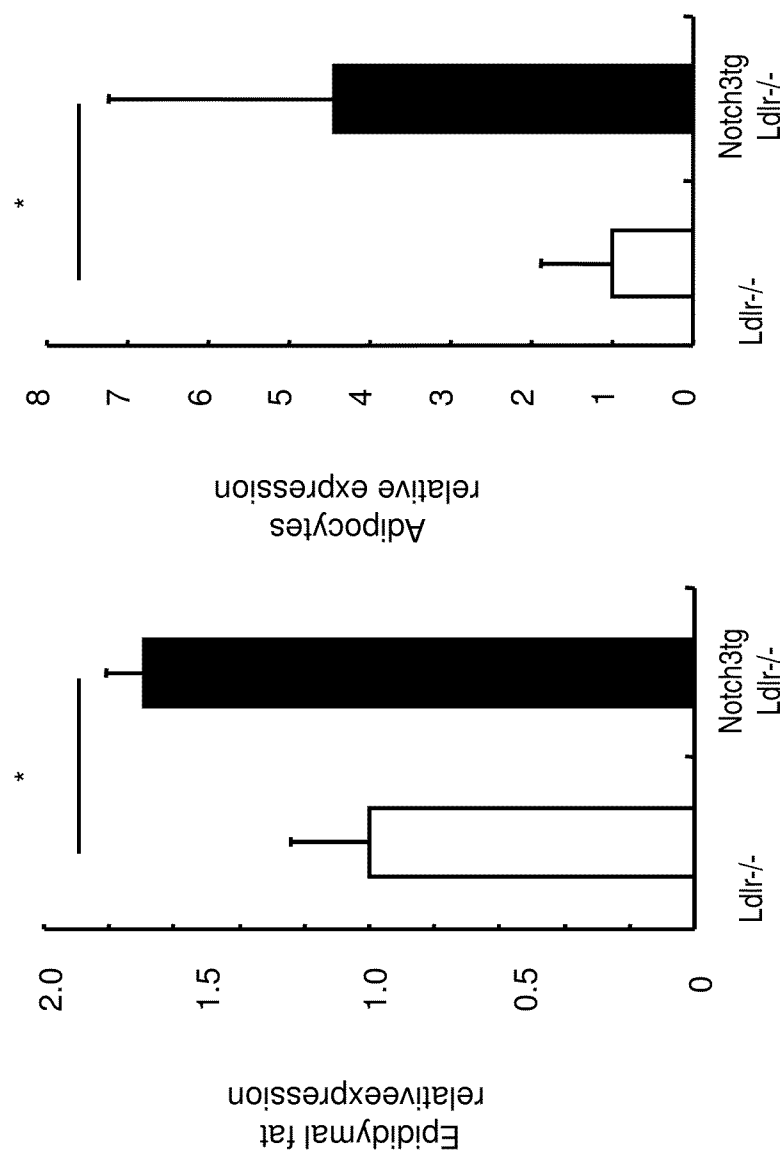 Epididymal fat
relativeexpression
2.0
1.5
1.0
0.5
0
*
Ldlr-/-
Notch3tg
Ldlr-/-
Adipocytes
relative expression
8
7
6
5
4
3
2
1
0
*
Ldlr-/-
Notch3tg
Ldlr-/-